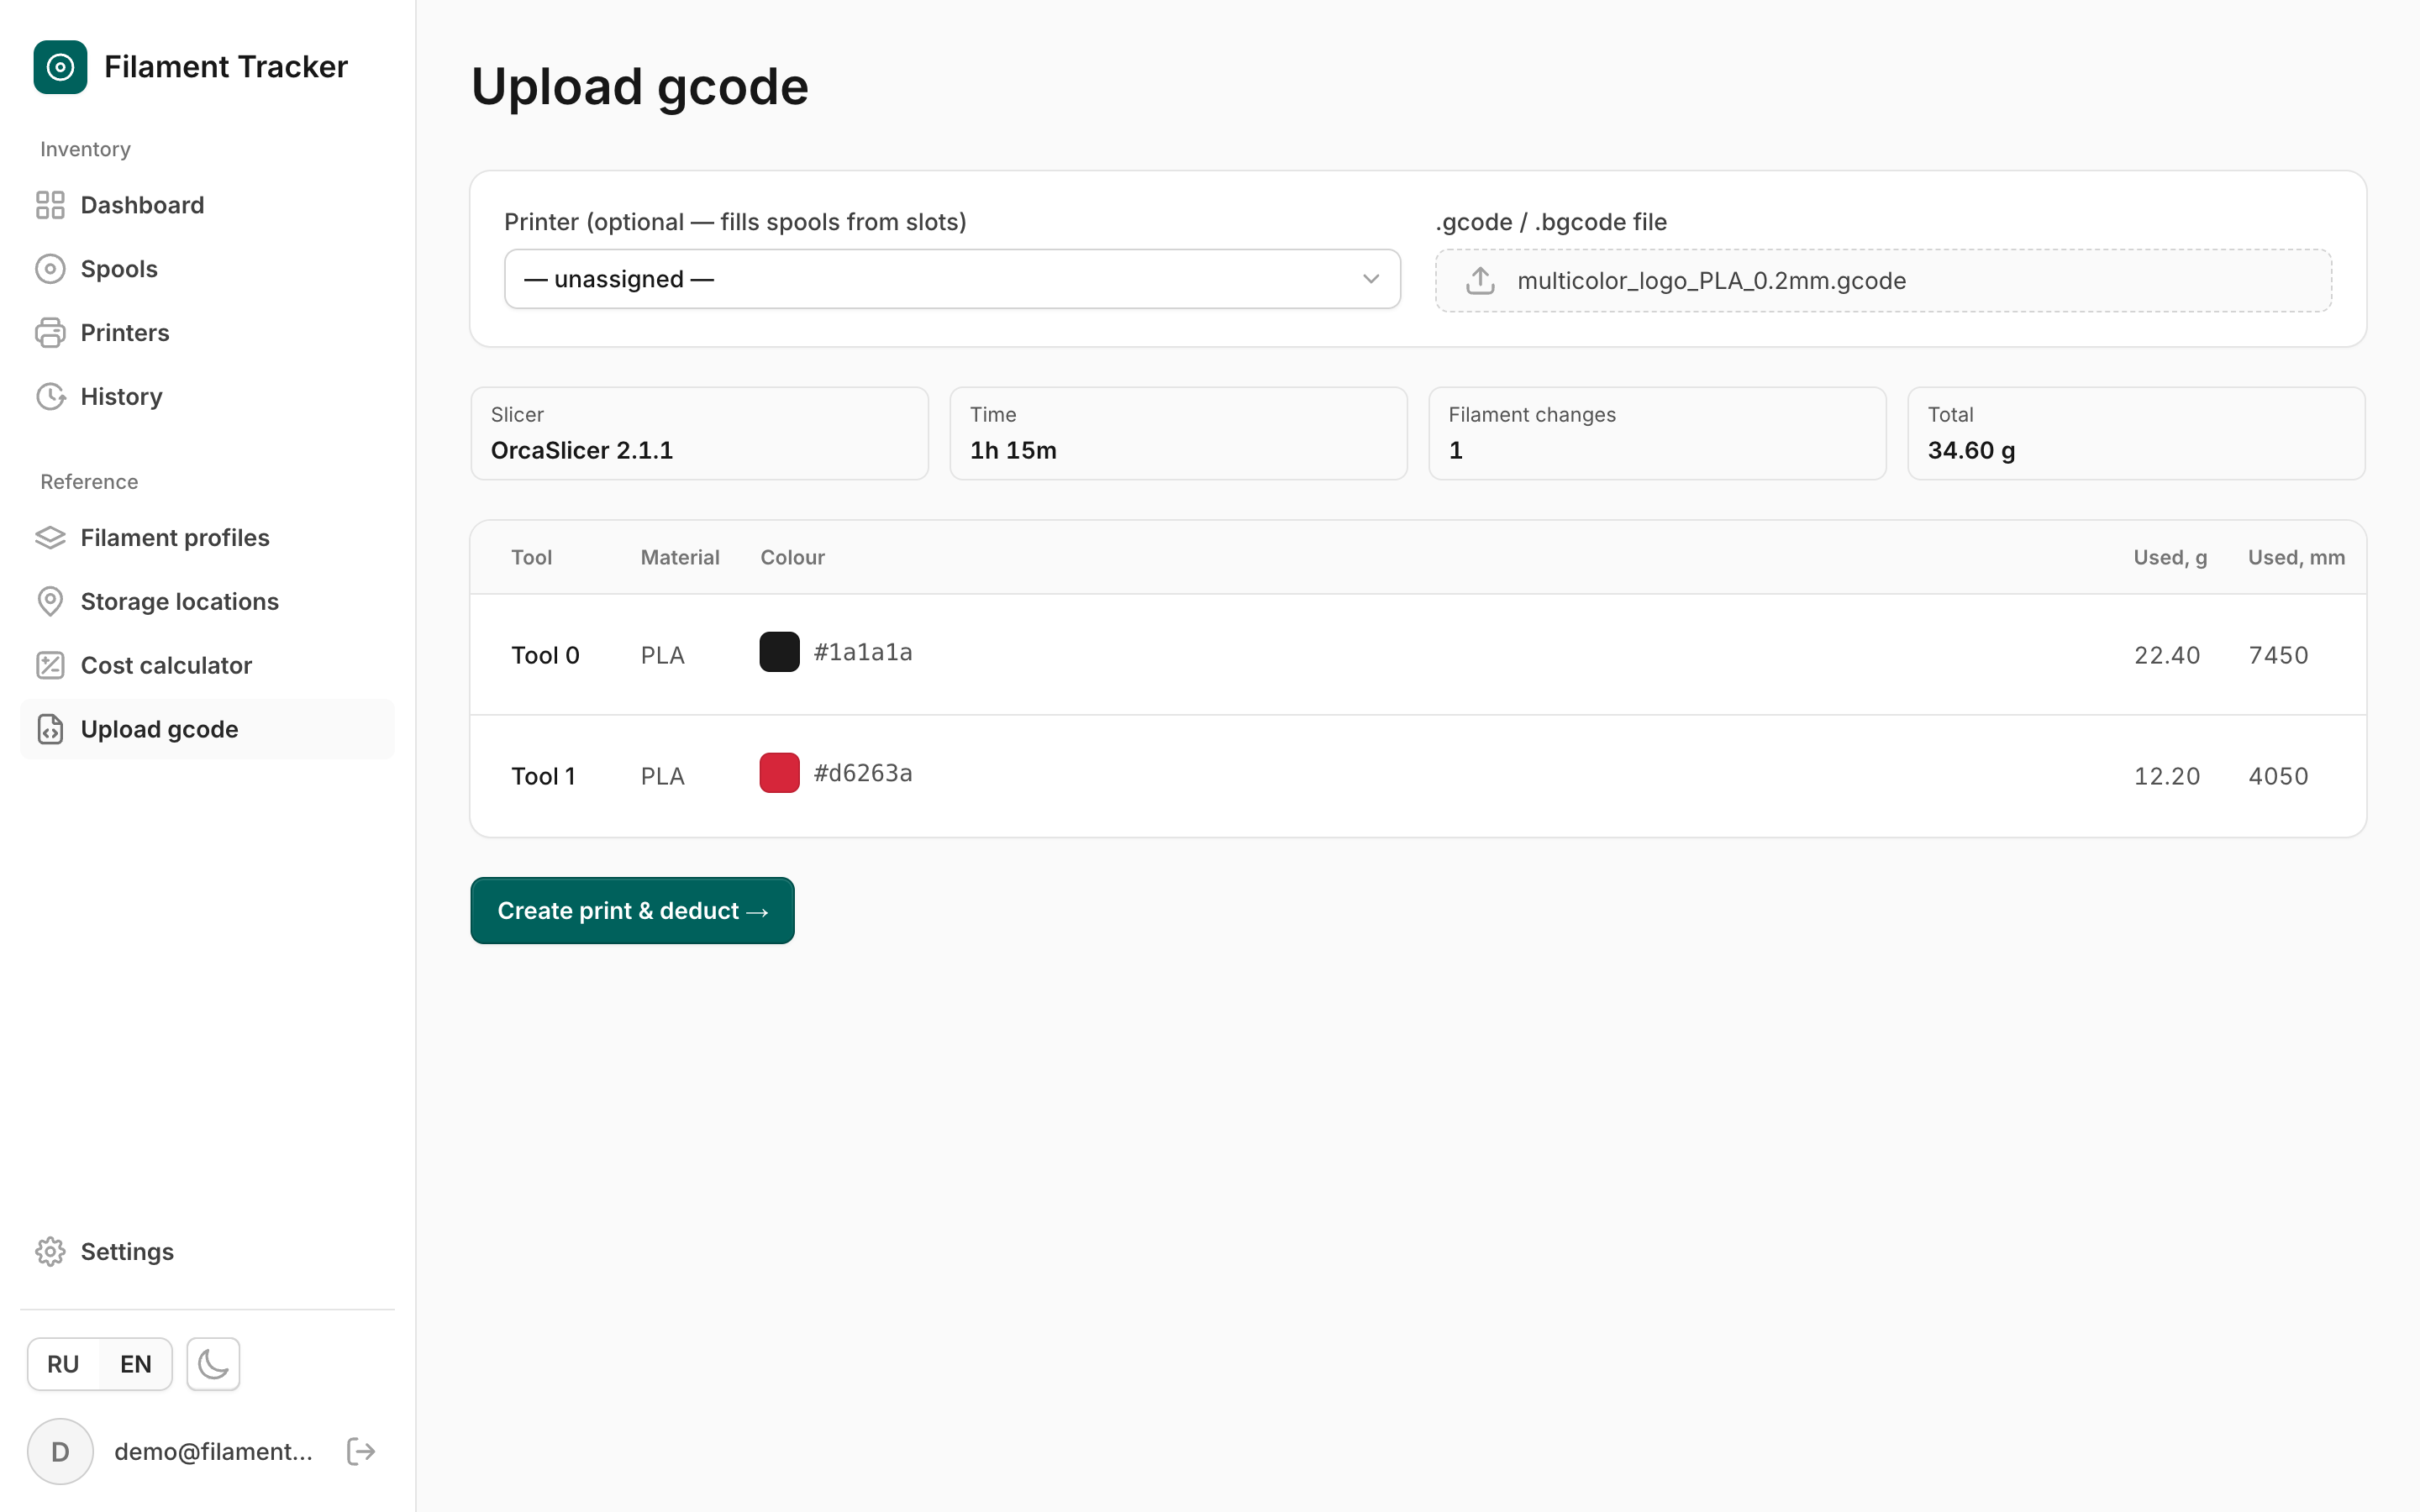 Filament Tracker
Inventory
Dashboard
Spools
Printers
History
Reference
Filament profiles
Storage locations
Cost calculator
Upload gcode
Settings
RU EN
D demo@filament...
Upload gcode
Printer (optional — fills spools from slots)
— unassigned —
.gcode / .bgcode file
multicolor_logo_PLA_0.2mm.gcode
Slicer
OrcaSlicer 2.1.1
Time
1h 15m
Filament changes
1
Total
34.60 g
Tool Material Colour Used, g Used, mm
Tool 0 PLA #1a1a1a 22.40 7450
Tool 1 PLA #d6263a 12.20 4050
Create print & deduct →